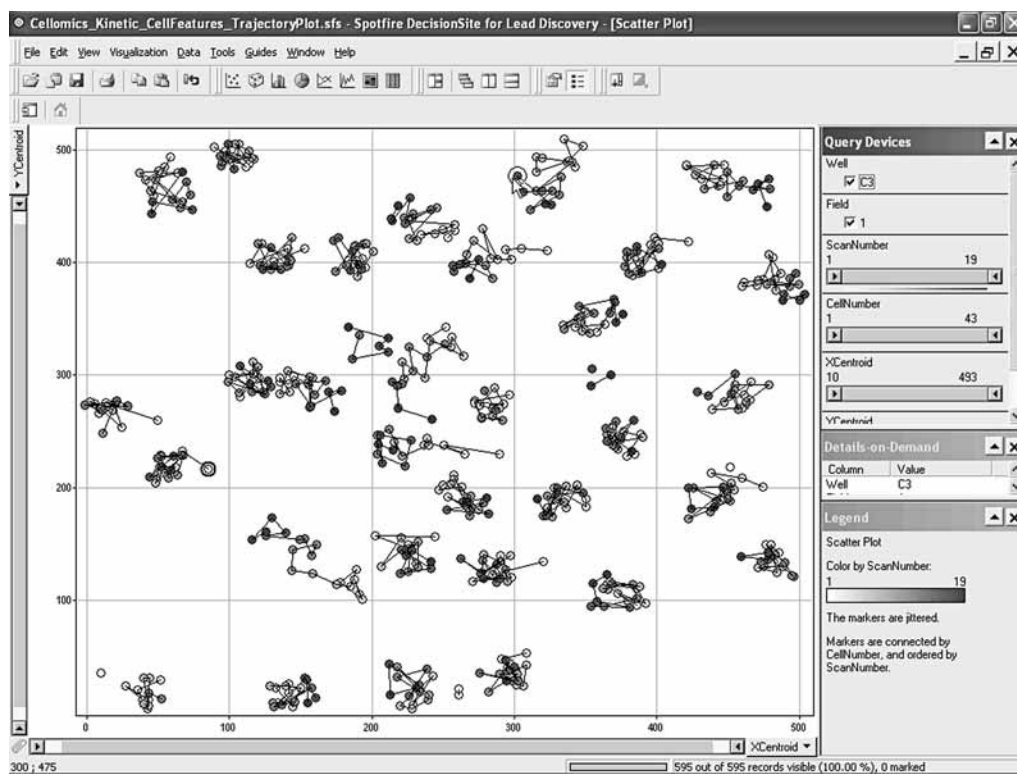 Cellomics_Kinetic_CellFeatures_TrajectoryPlot.sfs - Spotfire DecisionSite for Lead Discovery - [Scatter Plot]
File Edit View Visualization Data Tools Guides Window Help
YCentroid
500
400
300
200
100
0 100 200 300 400 500
XCentroid
Query Devices
Well
C3
Field
1
ScanNumber
1 19
CellNumber
1 43
XCentroid
10 493
YCentroid
Details-on-Demand
Column Value
Well C3
Legend
Scatter Plot
Color by ScanNumber:
1 19
The markers are jittered.
Markers are connected by
CellNumber, and ordered by
ScanNumber.
300 ; 475
595 out of 595 records visible (100.00 %), 0 marked